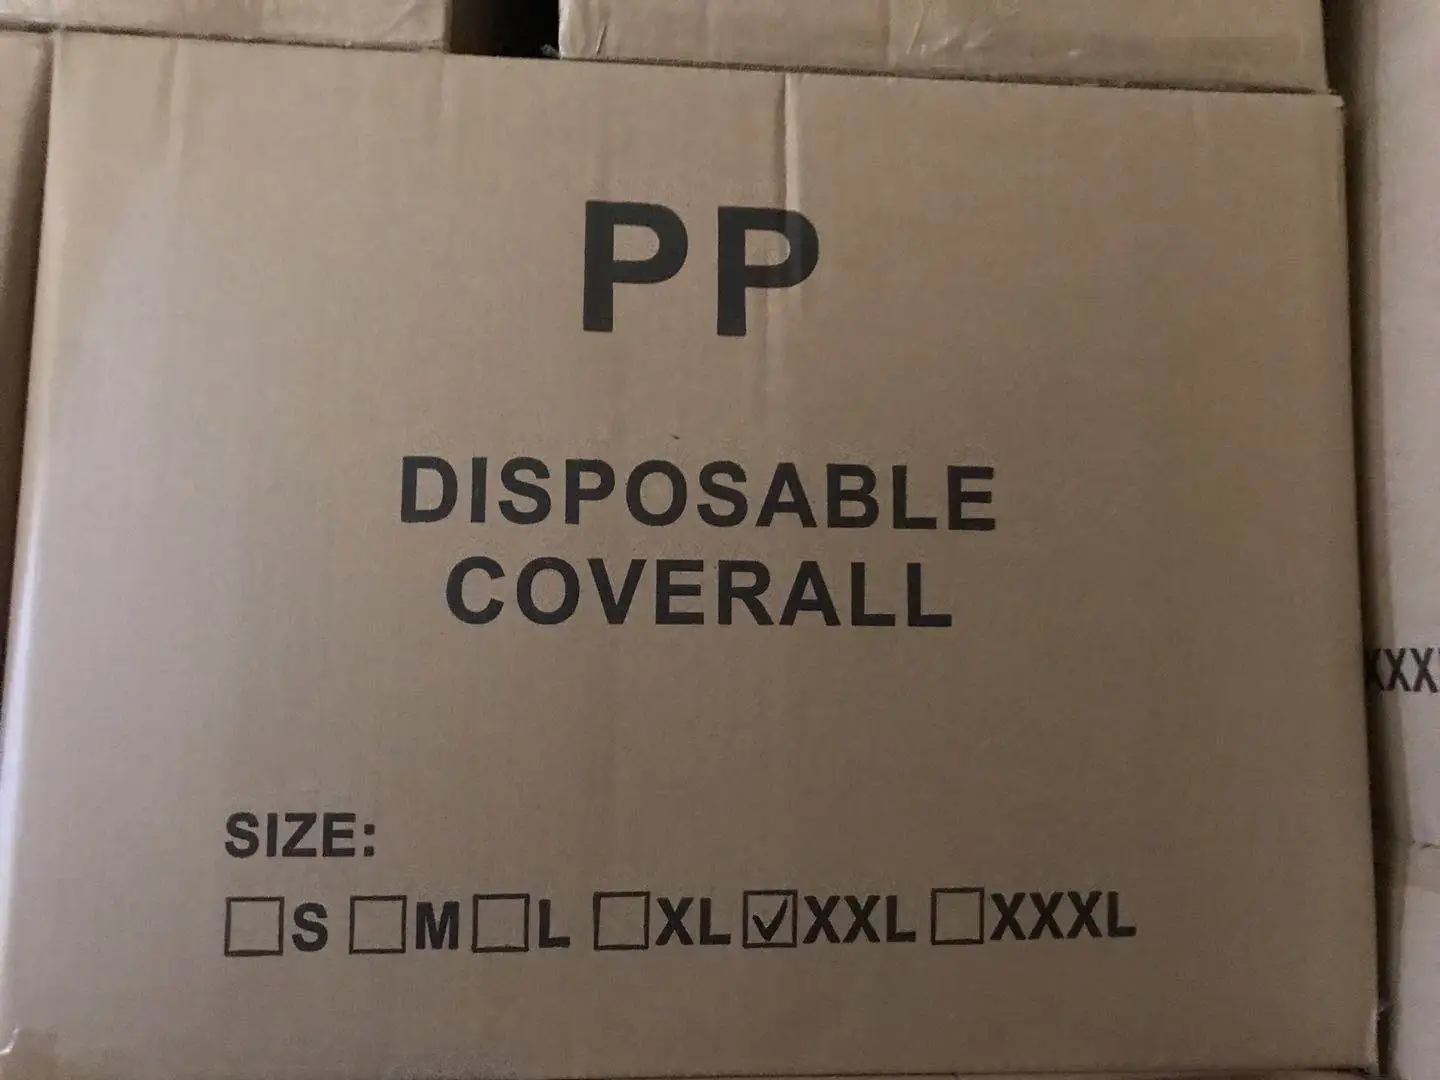 PP
DISPOSABLE
COVERALL
SIZE:
☐S ☐M ☐L ☐XL ☑XXL ☐XXXL